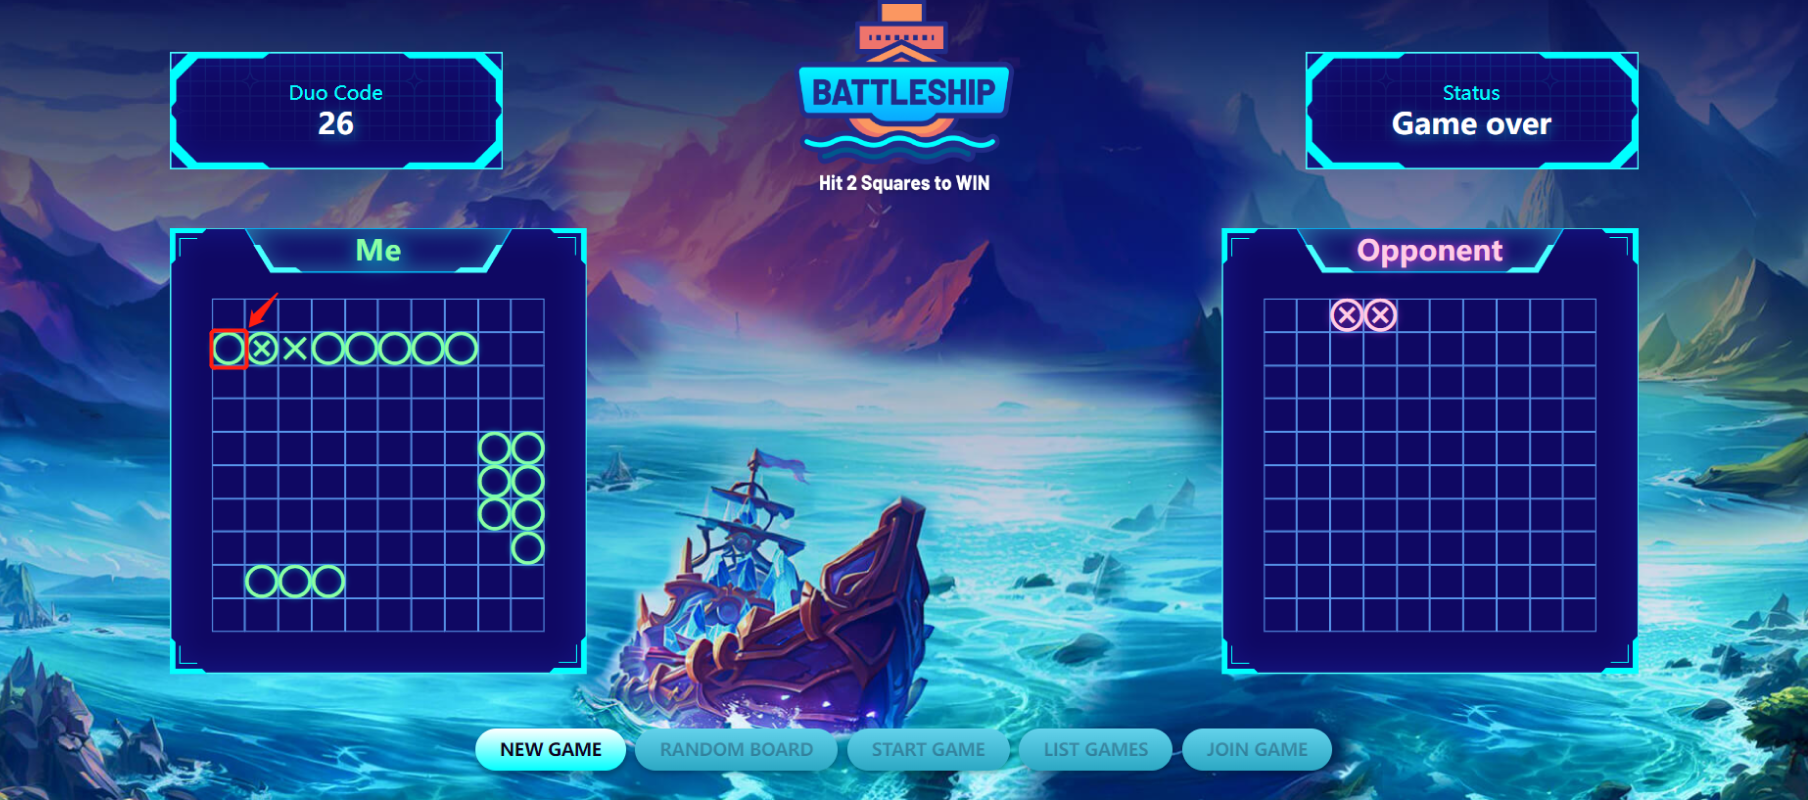 Duo Code
26
BATTLESHIP
Hit 2 Squares to WIN
Status
Game over
Me
Opponent
NEW GAME
RANDOM BOARD
START GAME
LIST GAMES
JOIN GAME